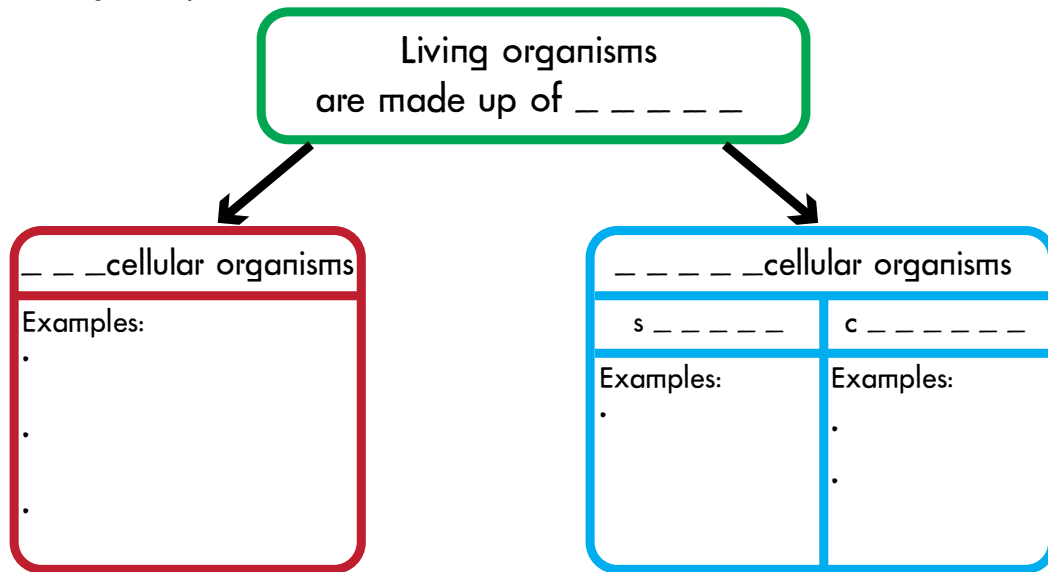 Living organisms
are made up of _ _ _ _ _
_ _ _cellular organisms
Examples:
•
•
•
_ _ _ _ _cellular organisms
s _ _ _ _ _
c _ _ _ _ _ _
Examples:
•
Examples:
•
•